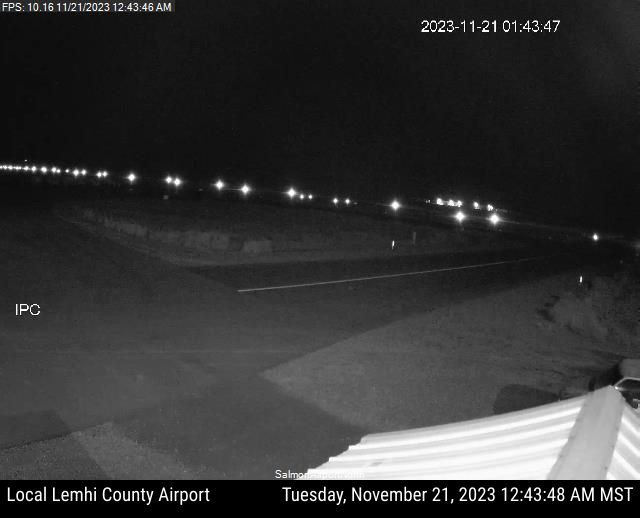 FPS: 10.16 11/21/2023 12:43:46 AM
2023-11-21 01:43:47
IPC
Local Lemhi County Airport
Tuesday, November 21, 2023 12:43:48 AM MST